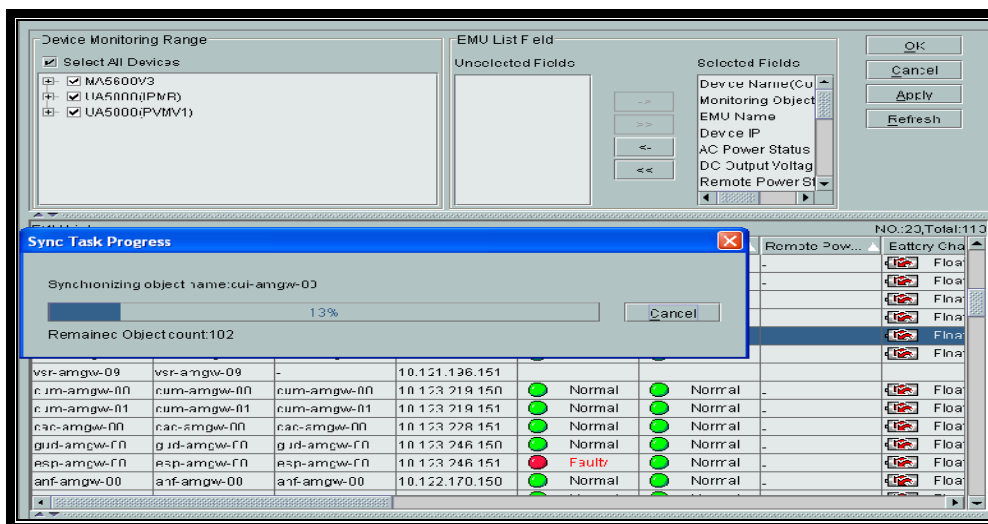 Device Monitoring Range
Select All Devices
MA5600V3
UA5000(IPMB)
UA5000(PVMV1)
EMU List Field
Unselected Fields
->
>>
<-
<<
Selected Fields
Device Name(Cu
Monitoring Object
EMU Name
Device IP
AC Power Status
DC Output Voltag
Remote Power St
OK
Cancel
Apply
Refresh
NO.:23,Total:113
Sync Task Progress
Synchronizing object name:cui-amgw-00
13%
Cancel
Remained Object count:102
Remote Pow... Battery Cha
- Float
- Float
Float
Float
Float
Float
vsr-amgw-09 vsr-amgw-09 - 10.121.136.151
cum-amgw-00 cum-amgw-00 cum-amgw-00 10.123.219.150 Normal Normal - Float
cum-amgw-01 cum-amgw-01 cum-amgw-01 10.123.219.151 Normal Normal - Float
cac-amgw-00 cac-amgw-00 cac-amgw-00 10.123.228.151 Normal Normal - Float
gud-amgw-00 gud-amgw-00 gud-amgw-00 10.123.246.150 Normal Normal - Float
esp-amgw-00 esp-amgw-00 esp-amgw-00 10.123.246.151 Faulty Normal - Float
anf-amgw-00 anf-amgw-00 anf-amgw-00 10.122.170.150 Normal Normal - Float